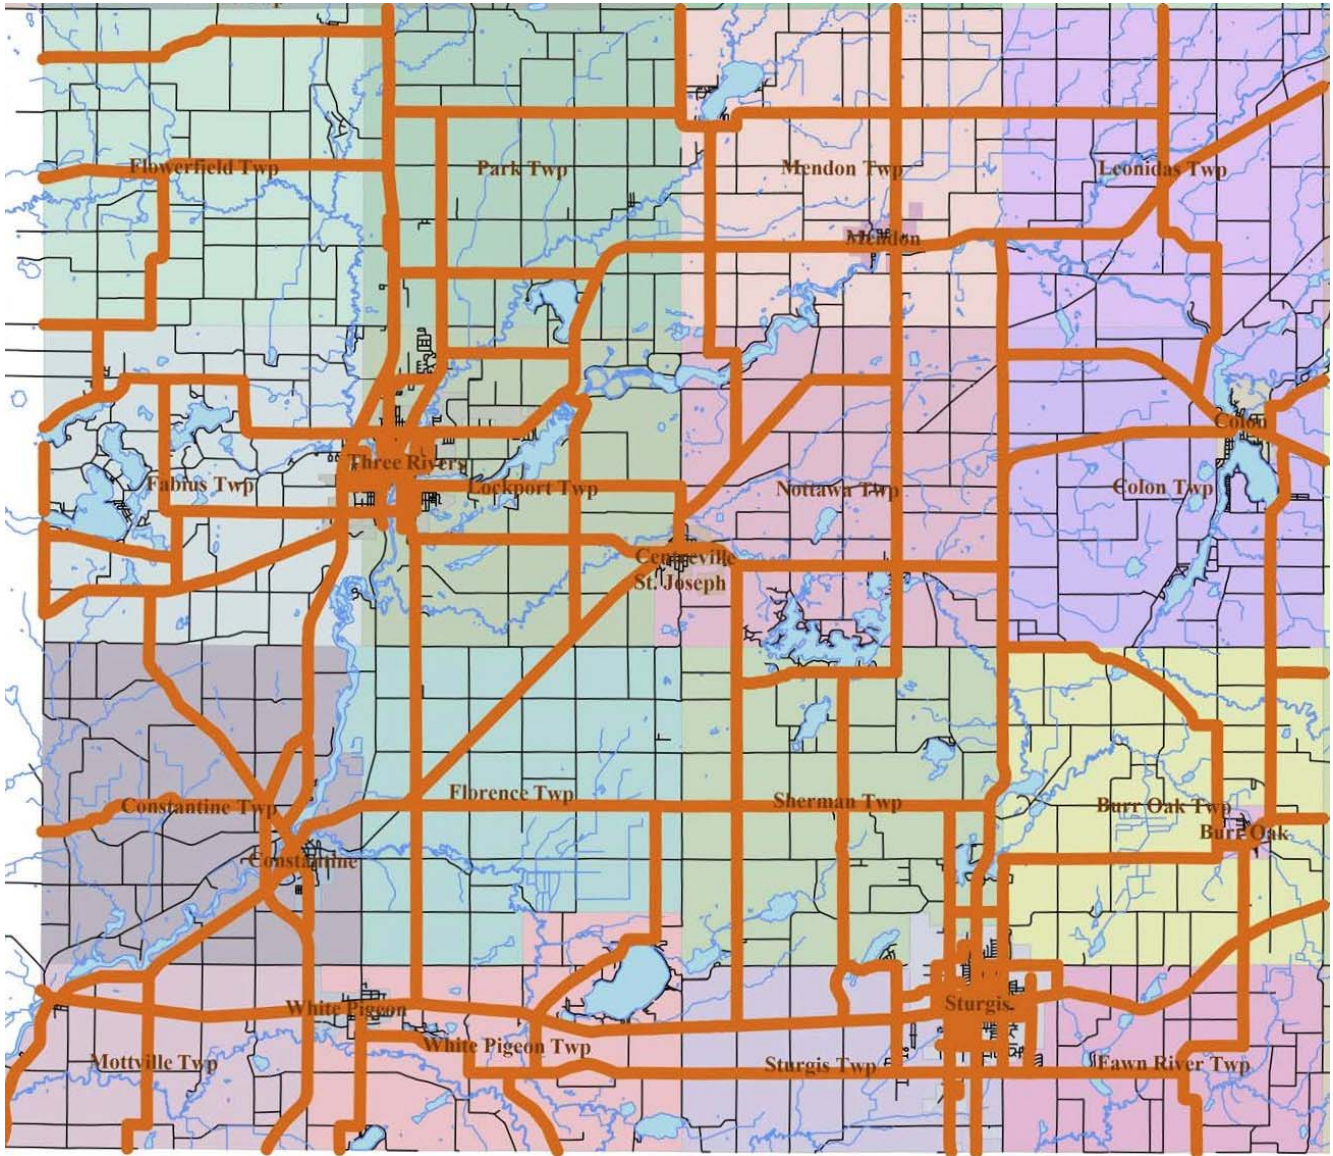 Flowerfield Twp
Park Twp
Mendon Twp
Leonidas Twp
Mendon
Colon
Three Rivers
Fabius Twp
Lockport Twp
Nottawa Twp
Colon Twp
Centreville
St. Joseph
Florence Twp
Constantine Twp
Sherman Twp
Burr Oak Twp
Burr Oak
Constantine
White Pigeon
Sturgis
White Pigeon Twp
Mottville Twp
Sturgis Twp
Fawn River Twp